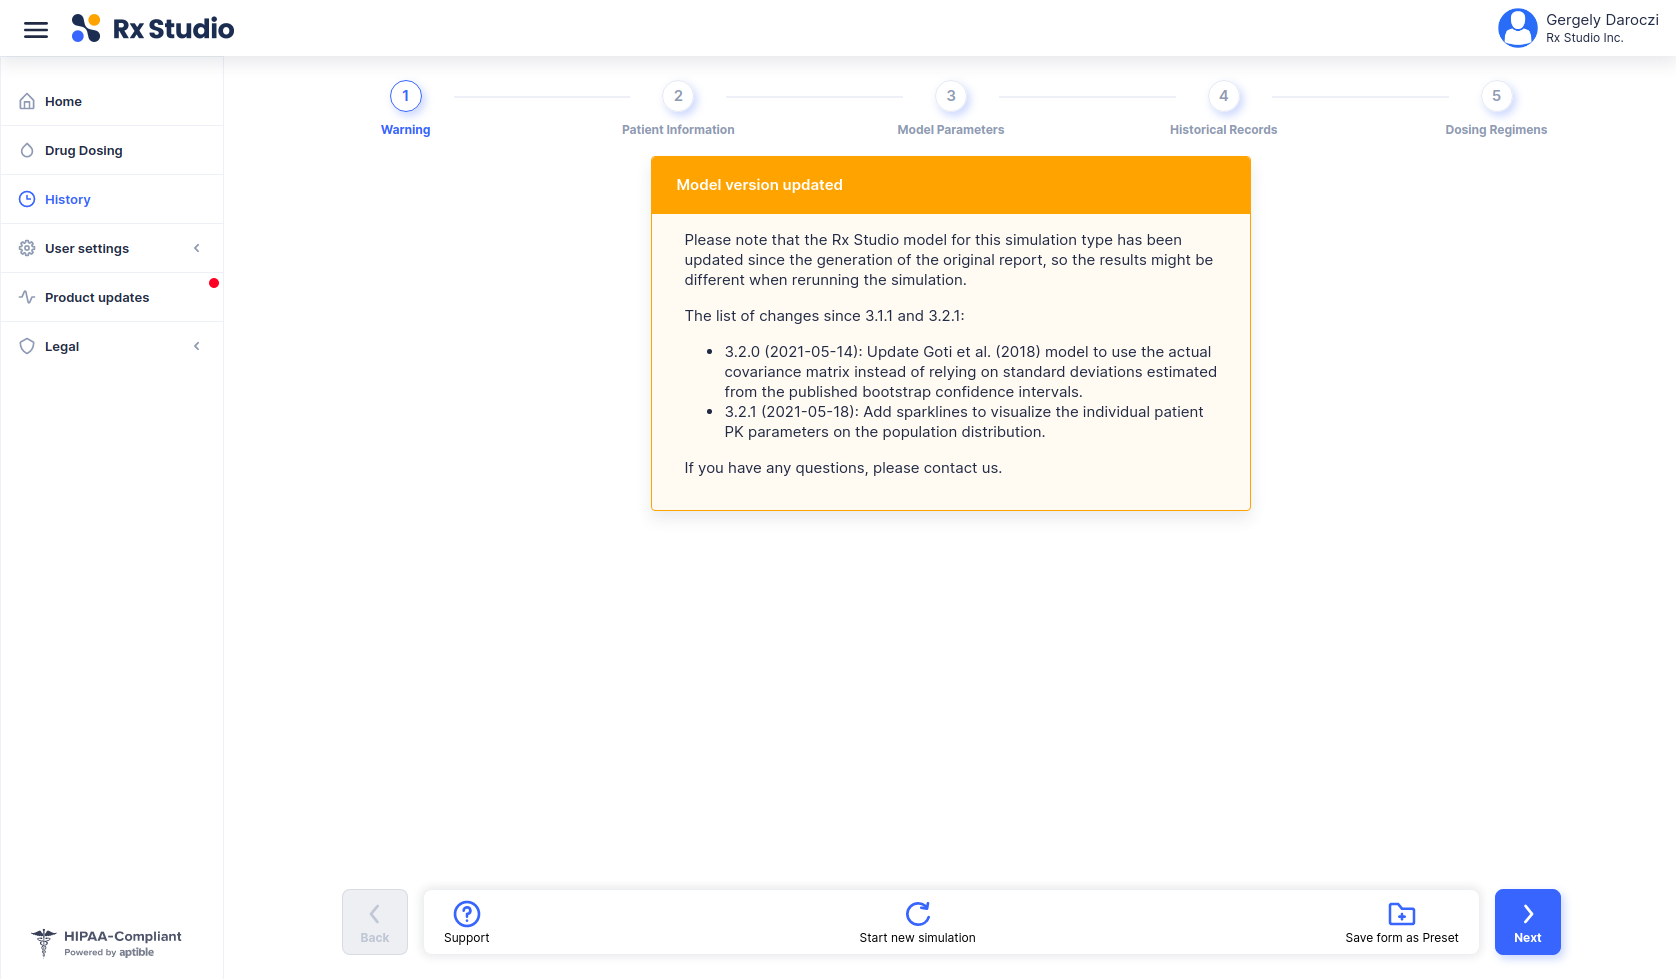 Rx Studio
Gergely Daroczi
Rx Studio Inc.
Home
Drug Dosing
History
User settings
Product updates
Legal
1
Warning
2
Patient Information
3
Model Parameters
4
Historical Records
5
Dosing Regimens
Model version updated
Please note that the Rx Studio model for this simulation type has been
updated since the generation of the original report, so the results might be
different when rerunning the simulation.
The list of changes since 3.1.1 and 3.2.1:
• 3.2.0 (2021-05-14): Update Goti et al. (2018) model to use the actual
covariance matrix instead of relying on standard deviations estimated
from the published bootstrap confidence intervals.
• 3.2.1 (2021-05-18): Add sparklines to visualize the individual patient
PK parameters on the population distribution.
If you have any questions, please contact us.
Back
Support
Start new simulation
Save form as Preset
Next
HIPAA-Compliant
Powered by aptible